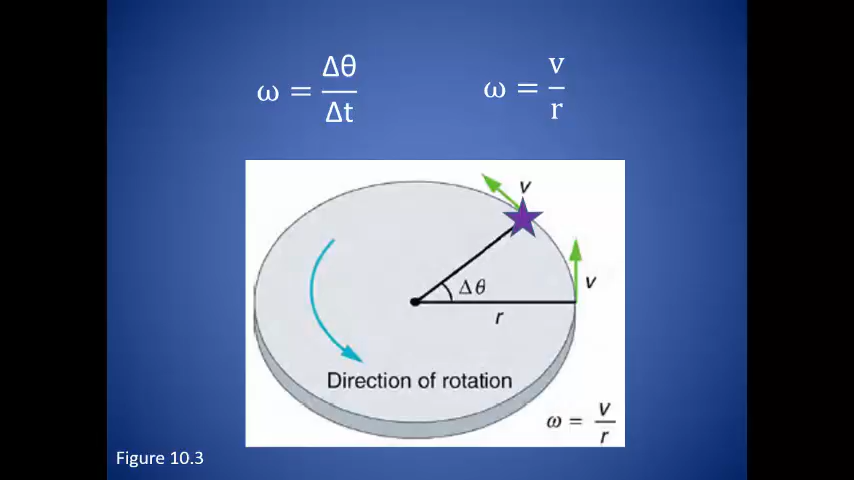 ω = Δθ/Δt
ω = v/r
v
Δθ
v
r
Direction of rotation
ω = v/r
Figure 10.3